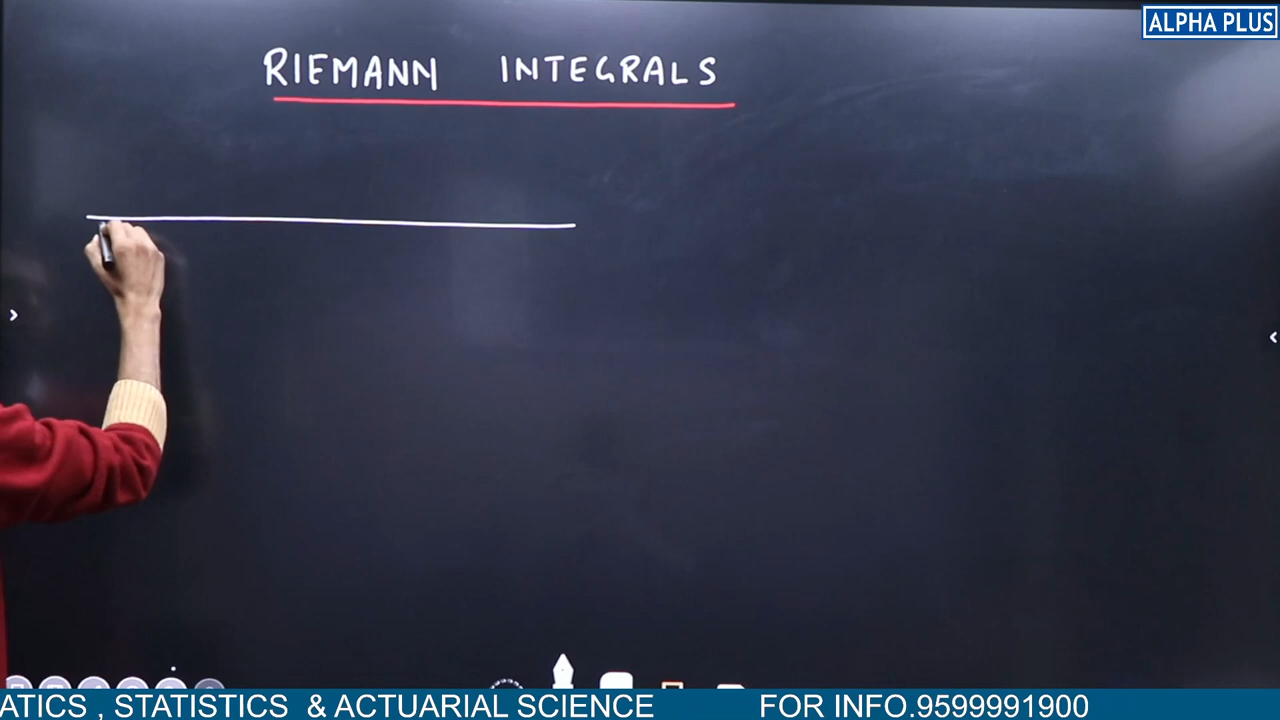 ALPHA PLUS
RIEMANN INTEGRALS
ATICS , STATISTICS & ACTUARIAL SCIENCE FOR INFO.9599991900